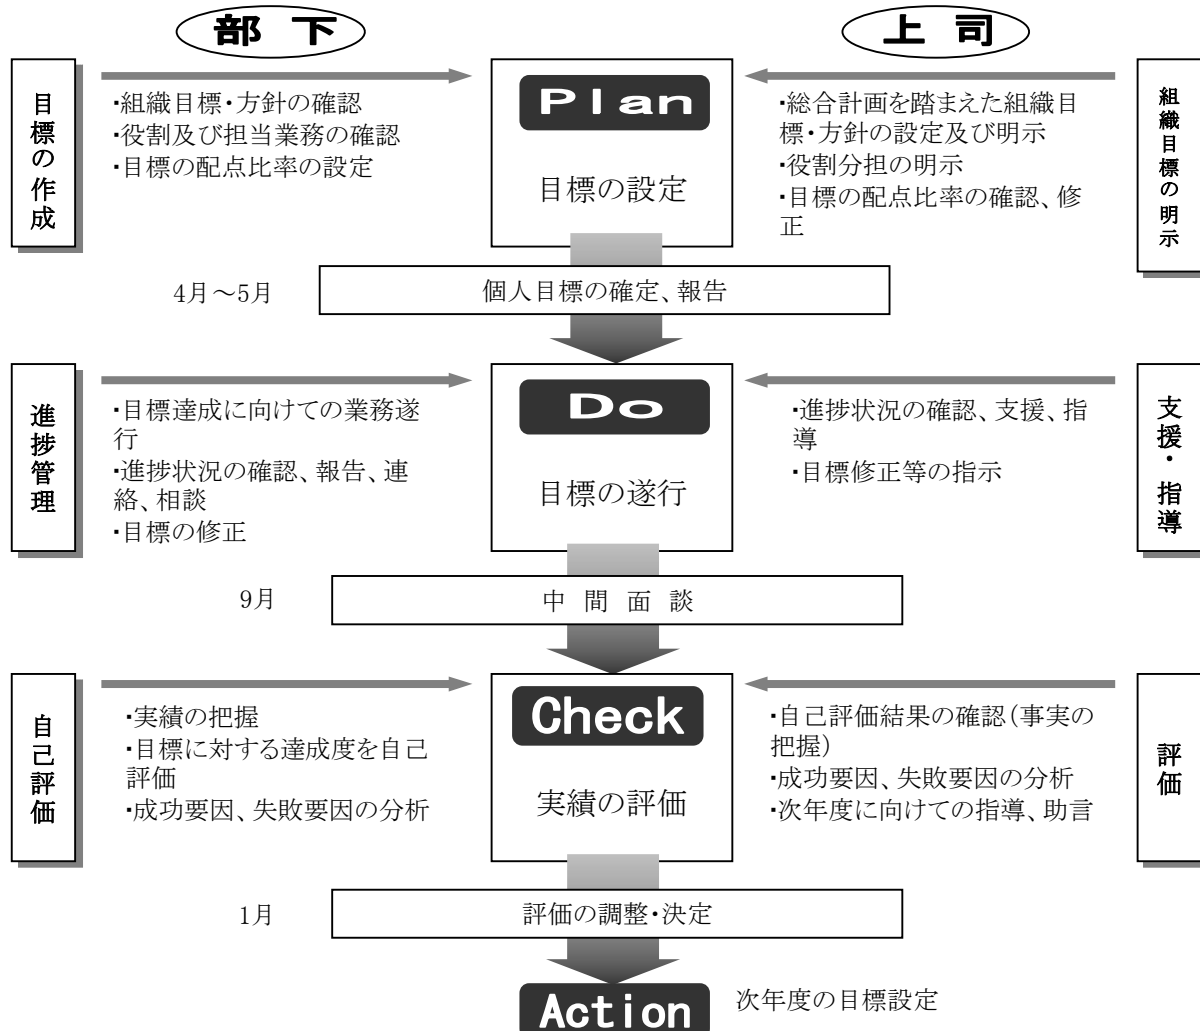 部 下
上 司
目標の作成
・組織目標・方針の確認
・役割及び担当業務の確認
・目標の配点比率の設定
Plan
目標の設定
・総合計画を踏まえた組織目
標・方針の設定及び明示
・役割分担の明示
・目標の配点比率の確認、修
正
組織目標の明示
4月～5月
個人目標の確定、報告
進捗管理
・目標達成に向けての業務遂
行
・進捗状況の確認、報告、連
絡、相談
・目標の修正
Do
目標の遂行
・進捗状況の確認、支援、指
導
・目標修正等の指示
支援・指導
9月
中 間 面 談
自己評価
・実績の把握
・目標に対する達成度を自己
評価
・成功要因、失敗要因の分析
Check
実績の評価
・自己評価結果の確認（事実の
把握）
・成功要因、失敗要因の分析
・次年度に向けての指導、助言
評価
1月
評価の調整・決定
Action
次年度の目標設定